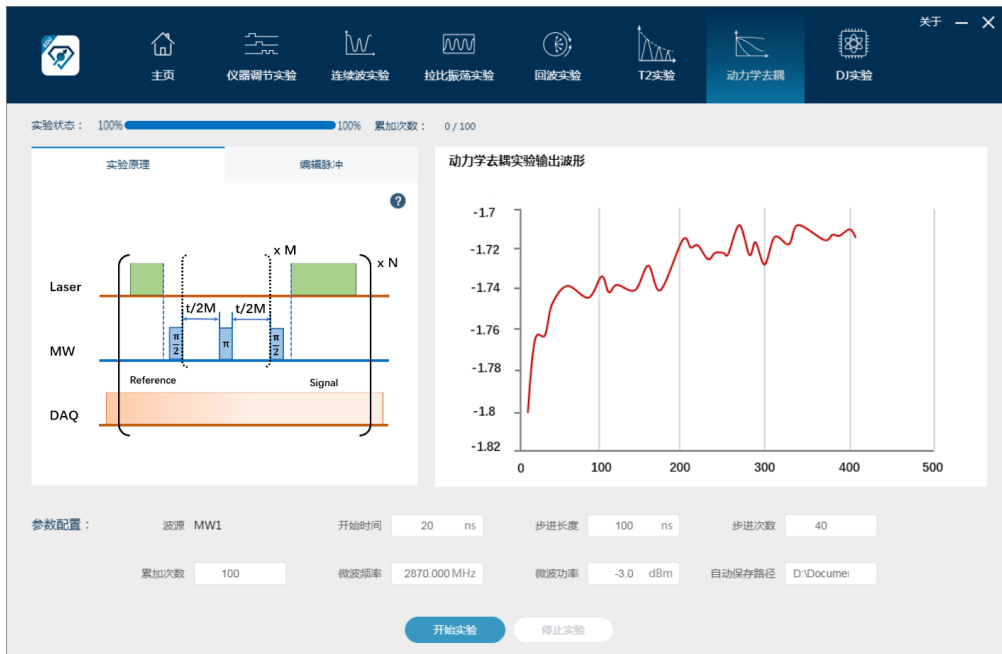 关于
EDU
主页
仪器调节实验
连续波实验
拉比振荡实验
回波实验
T2实验
动力学去耦
DJ实验
实验状态： 100% 100% 累加次数： 0 / 100
实验原理
编辑脉冲
?
x M
x N
Laser
t/2M t/2M
π/2 π π/2
MW
Reference Signal
DAQ
动力学去耦实验输出波形
-1.7
-1.72
-1.74
-1.76
-1.78
-1.8
-1.82
0 100 200 300 400 500
参数配置： 波源 MW1 开始时间 20 ns 步进长度 100 ns 步进次数 40
累加次数 100 微波频率 2870.000 MHz 微波功率 -3.0 dBm 自动保存路径 D:\Docume
开始实验 停止实验